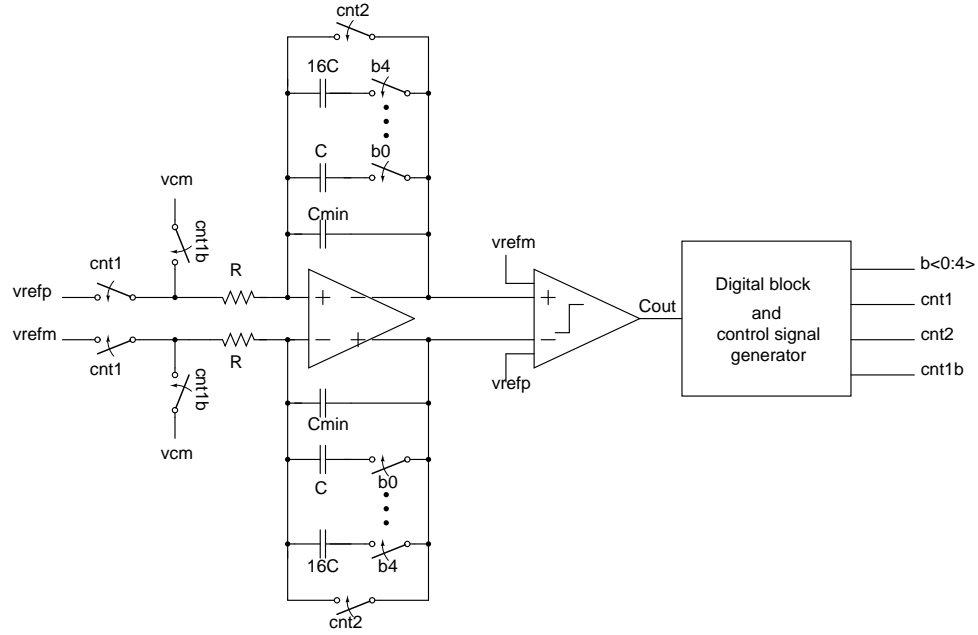 cnt2
16C
b4
C
b0
vcm
Cmin
cnt1b
vrefm
cnt1
R
b<0:4>
vrefp
+
−
+
Digital block
and
control signal
generator
cnt1
Cout
vrefm
−
+
−
cnt2
cnt1
R
vrefp
cnt1b
cnt1b
Cmin
vcm
C
b0
16C
b4
cnt2